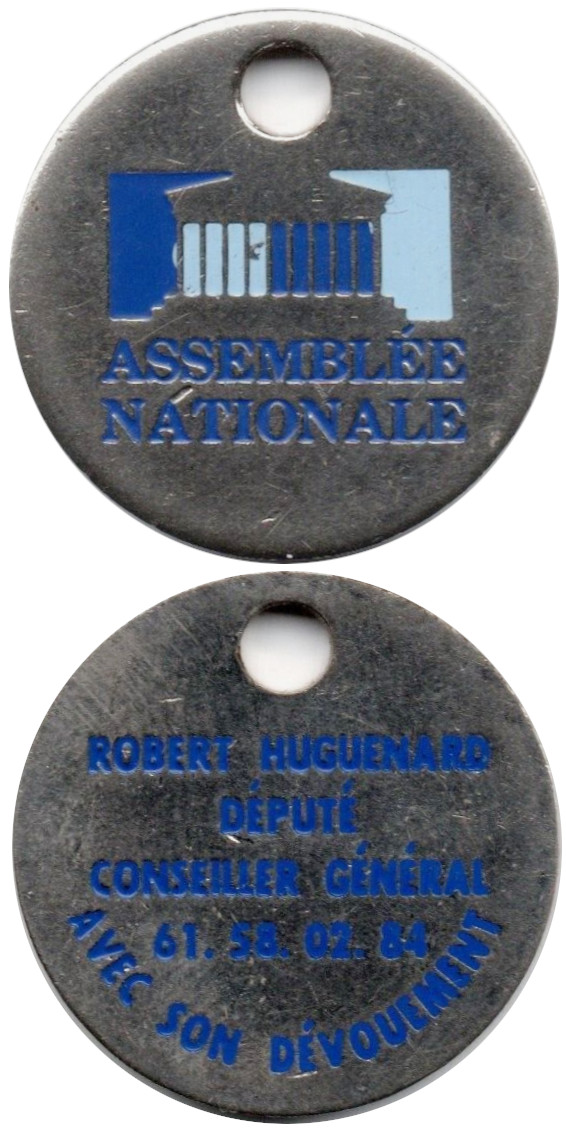 ASSEMBLÉE
NATIONALE
ROBERT HUGUENARD
DÉPUTÉ
CONSEILLER GÉNÉRAL
61. 58. 02. 84
AVEC SON DÉVOUEMENT